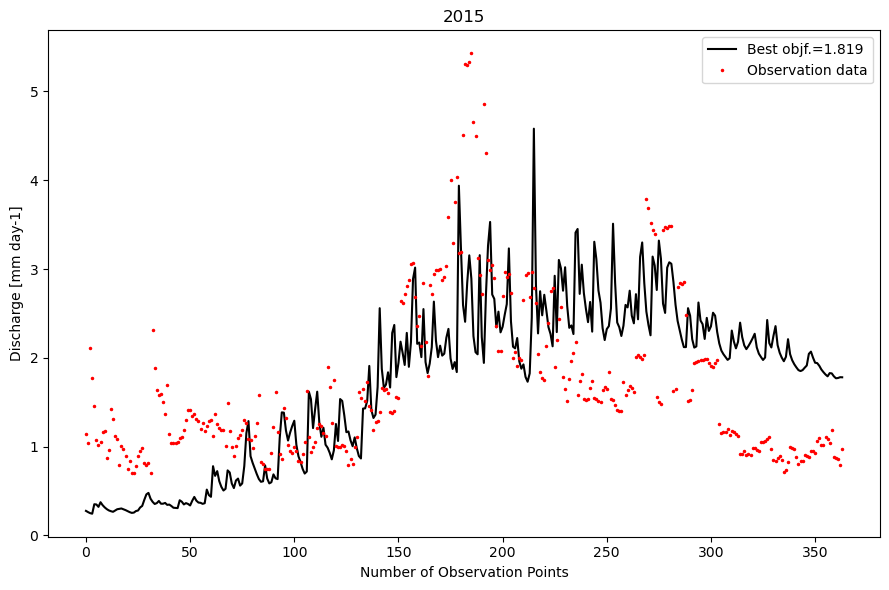 2015
Best objf.=1.819
Observation data
Discharge [mm day-1]
5
4
3
2
1
0
0 50 100 150 200 250 300 350
Number of Observation Points